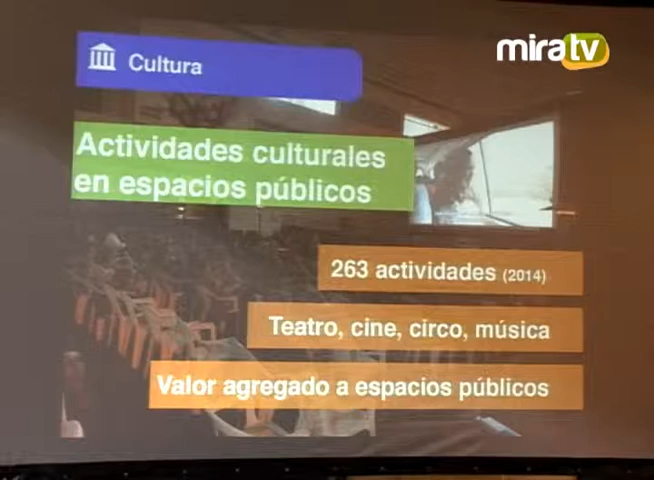 miratv
Cultura
Actividades culturales
en espacios públicos
263 actividades (2014)
Teatro, cine, circo, música
Valor agregado a espacios públicos